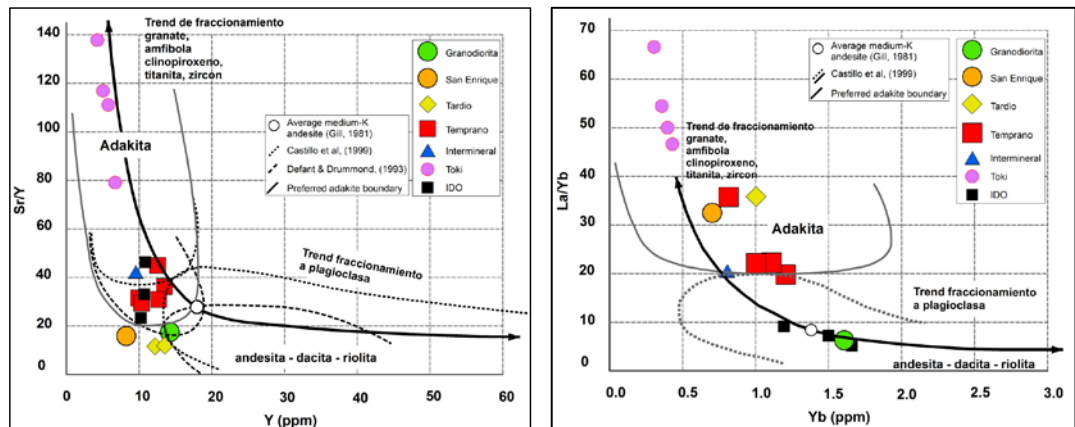 Sr/Y
140
120
100
80
60
40
20
0
0
10
20
30
40
50
60
Y (ppm)
Trend de fraccionamiento
granate,
amfibola
clinopiroxeno,
titanita, zircon
Adakita
Average medium-K
andesite (Gill, 1981)
Castillo et al, (1999)
Defant & Drummond, (1993)
Preferred adakite boundary
Granodiorita
San Enrique
Tardio
Temprano
Intermineral
Toki
IDO
Trend fraccionamiento
a plagioclasa
andesita - dacita - riolita
La/Yb
70
60
50
40
30
20
10
0
0.0
0.5
1.0
1.5
2.0
2.5
3.0
Yb (ppm)
Average medium-K
andesite (Gill, 1981)
Castillo et al, (1999)
Preferred adakite boundary
Granodiorita
San Enrique
Tardio
Temprano
Intermineral
Toki
IDO
Trend de fraccionamiento
granate,
amfibola
clinopiroxeno,
titanita, zircon
Adakita
Trend fraccionamiento
a plagioclasa
andesita - dacita - riolita